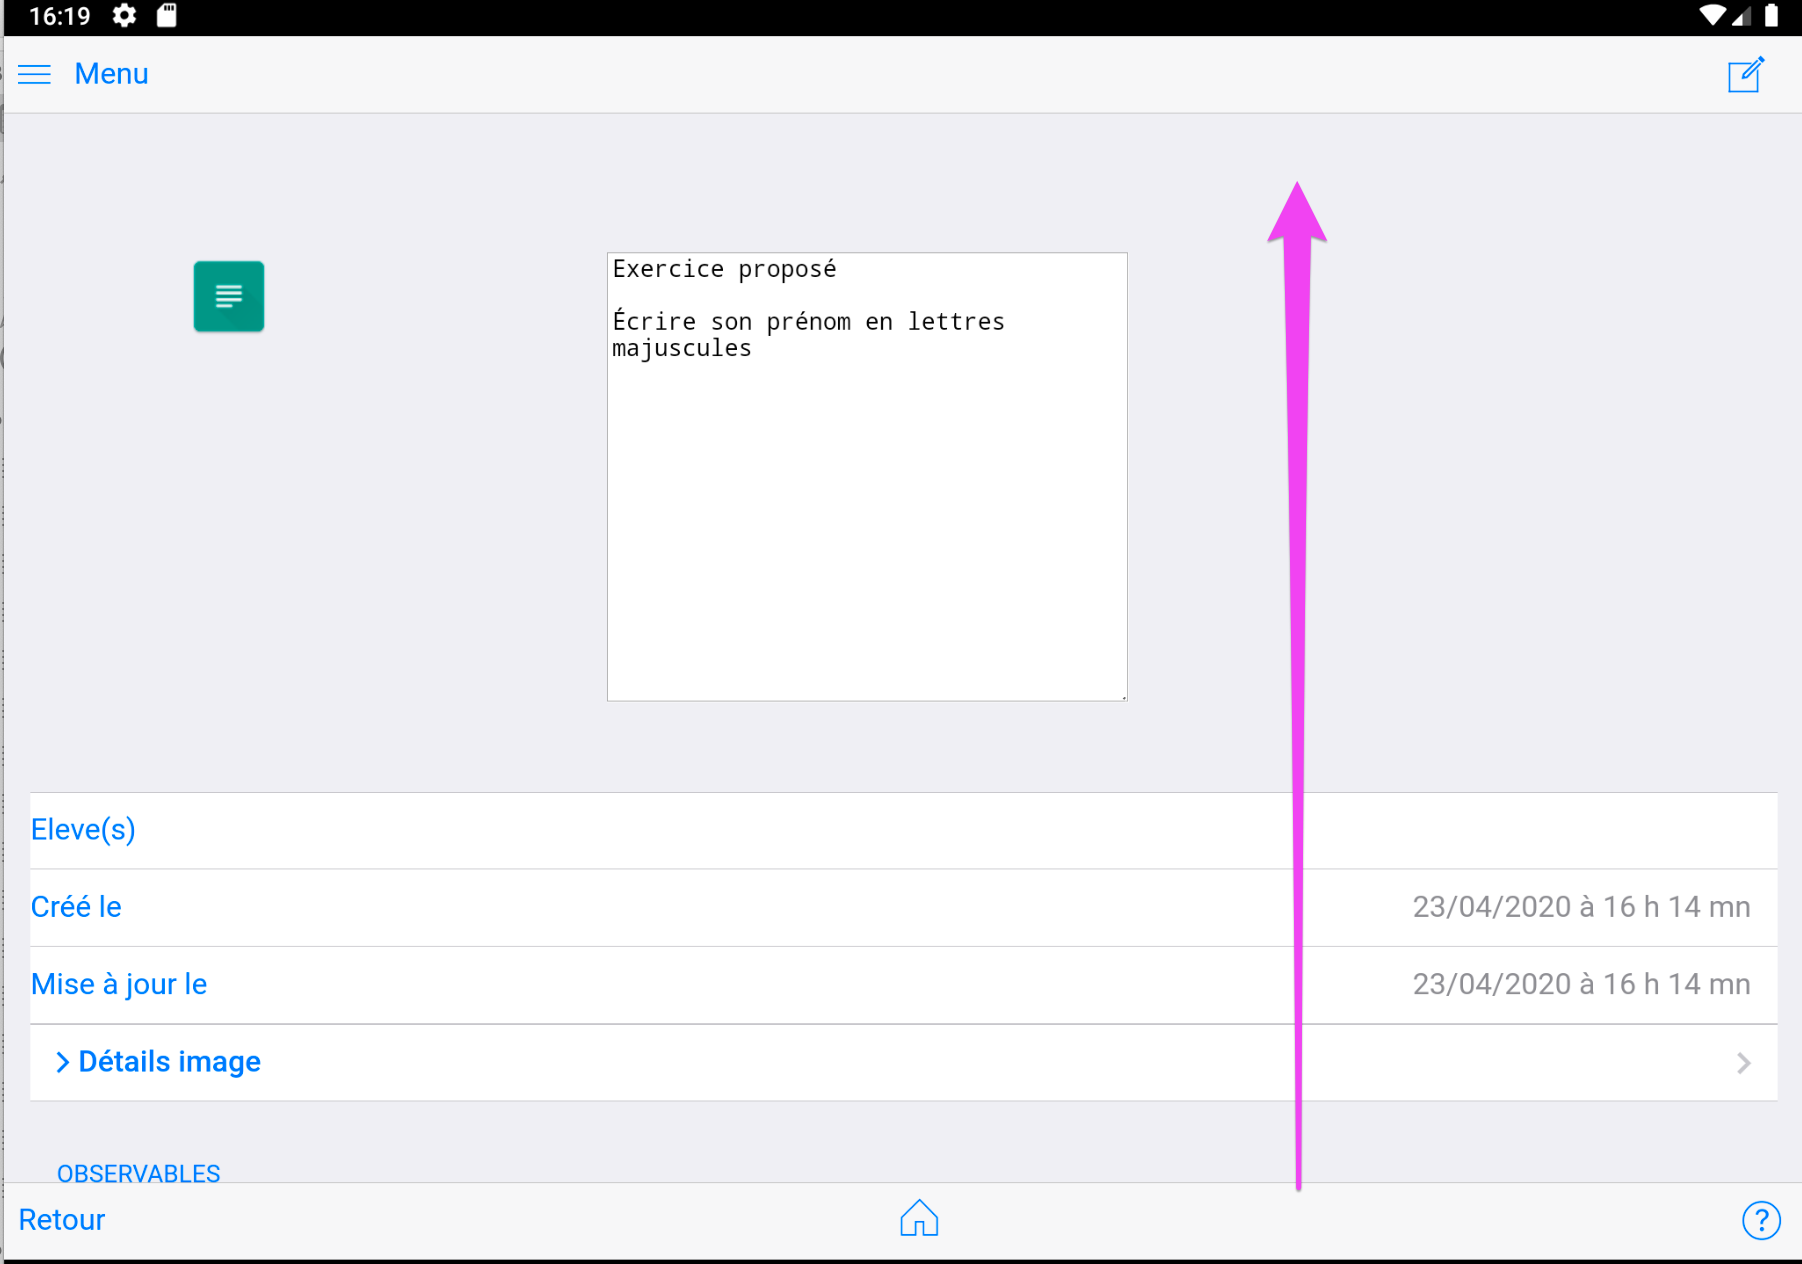 16:19
Menu
Exercice proposé
Écrire son prénom en lettres
majuscules
Eleve(s)
Créé le 23/04/2020 à 16 h 14 mn
Mise à jour le 23/04/2020 à 16 h 14 mn
Détails image
OBSERVABLES
Retour
?